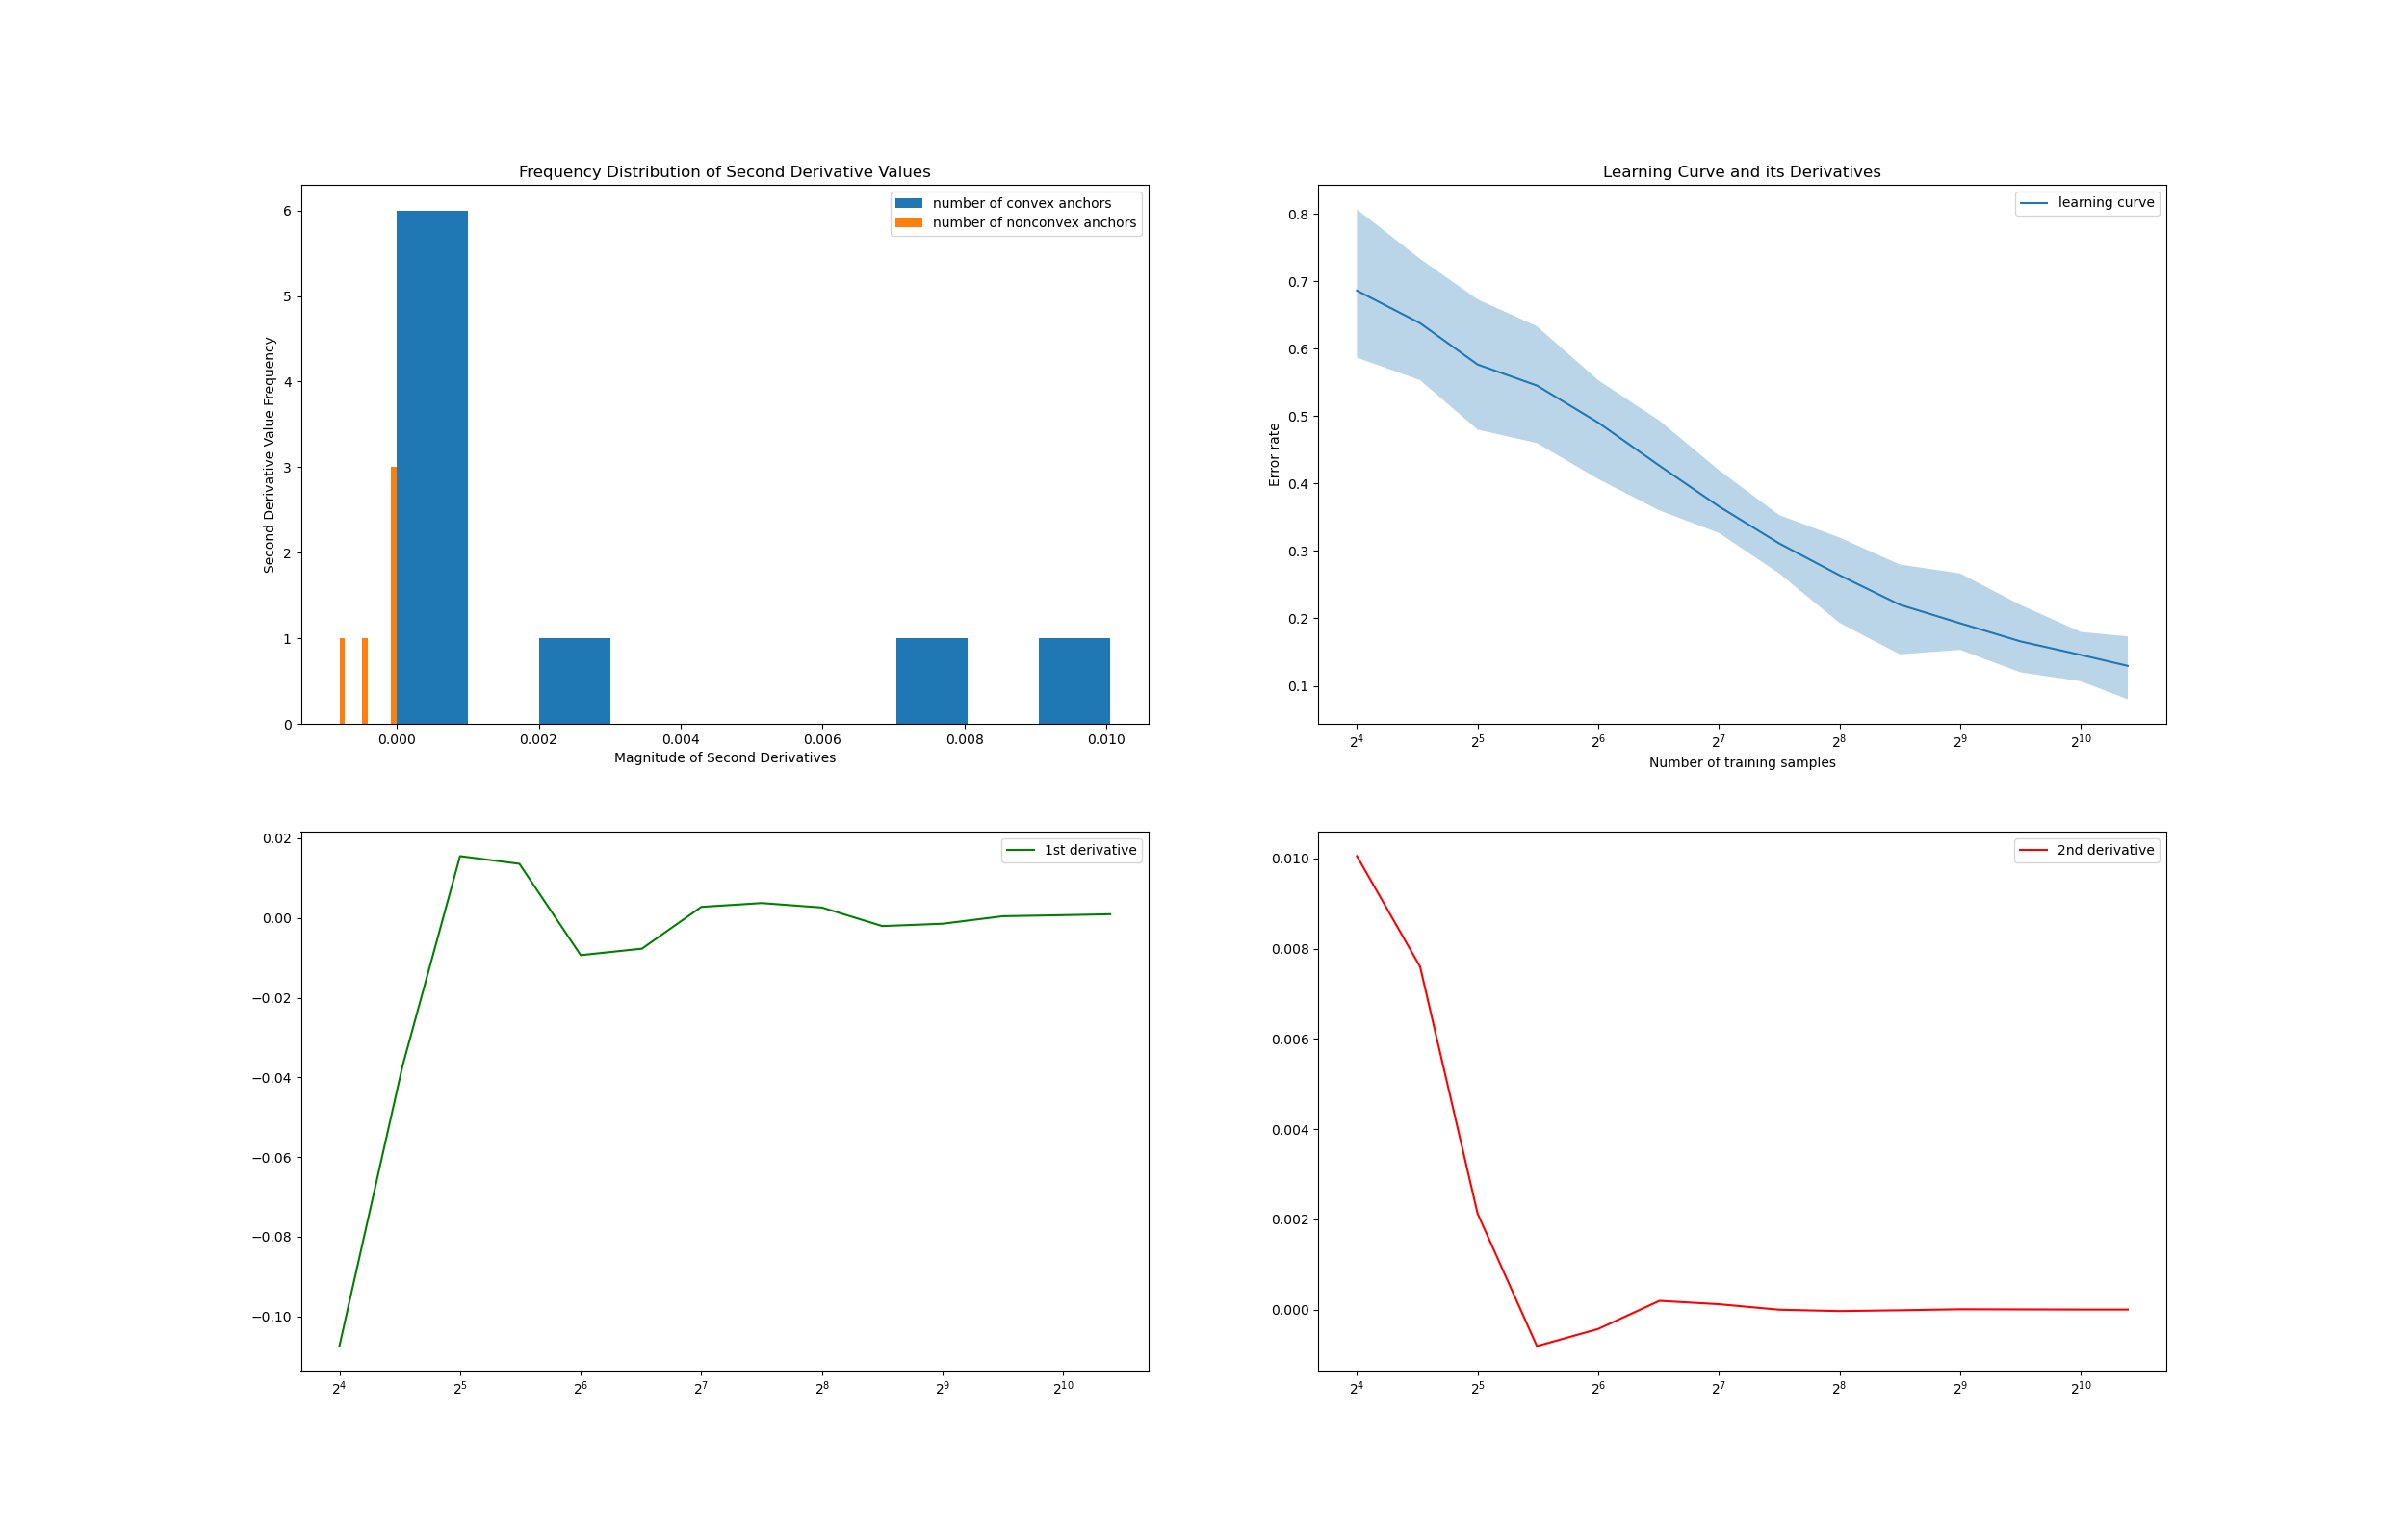 Frequency Distribution of Second Derivative Values
number of convex anchors
number of nonconvex anchors
Second Derivative Value Frequency
6
5
4
3
2
1
0
0.000 0.002 0.004 0.006 0.008 0.010
Magnitude of Second Derivatives
Learning Curve and its Derivatives
learning curve
Error rate
0.8
0.7
0.6
0.5
0.4
0.3
0.2
0.1
2^4 2^5 2^6 2^7 2^8 2^9 2^10
Number of training samples
1st derivative
0.02
0.00
−0.02
−0.04
−0.06
−0.08
−0.10
2^4 2^5 2^6 2^7 2^8 2^9 2^10
2nd derivative
0.010
0.008
0.006
0.004
0.002
0.000
2^4 2^5 2^6 2^7 2^8 2^9 2^10